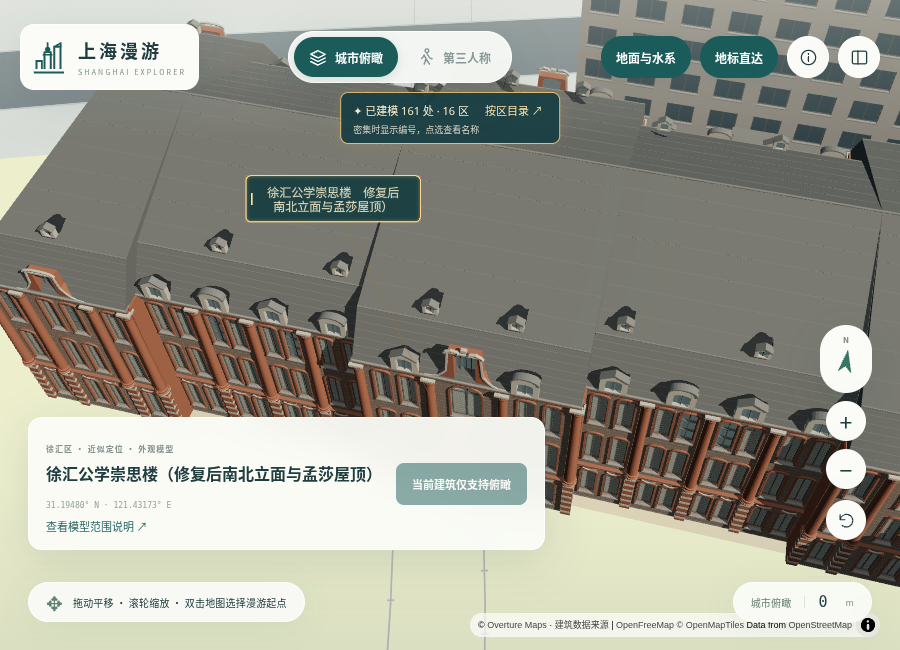 上海漫游
SHANGHAI EXPLORER
城市俯瞰
第三人称
地面与水系
地标直达
✦ 已建模 161 处 · 16 区 按区目录 ↗
密集时显示编号，点选查看名称
徐汇公学崇思楼 修复后
南北立面与孟莎屋顶）
N
徐汇区 · 近似定位 · 外观模型
徐汇公学崇思楼（修复后南北立面与孟莎屋顶）
当前建筑仅支持俯瞰
31.19480° N · 121.43173° E
查看模型范围说明 ↗
拖动平移 · 滚轮缩放 · 双击地图选择漫游起点
城市俯瞰 0 m
© Overture Maps · 建筑数据来源 | OpenFreeMap © OpenMapTiles Data from OpenStreetMap